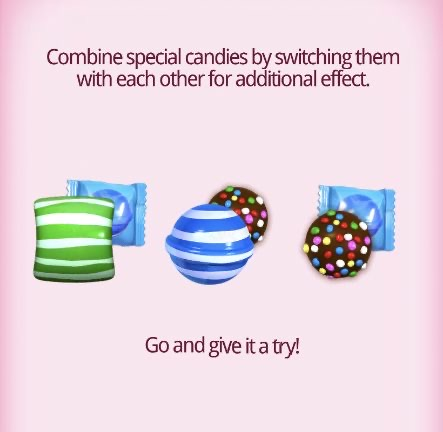 Combine special candies by switching them
with each other for additional effect.
Go and give it a try!